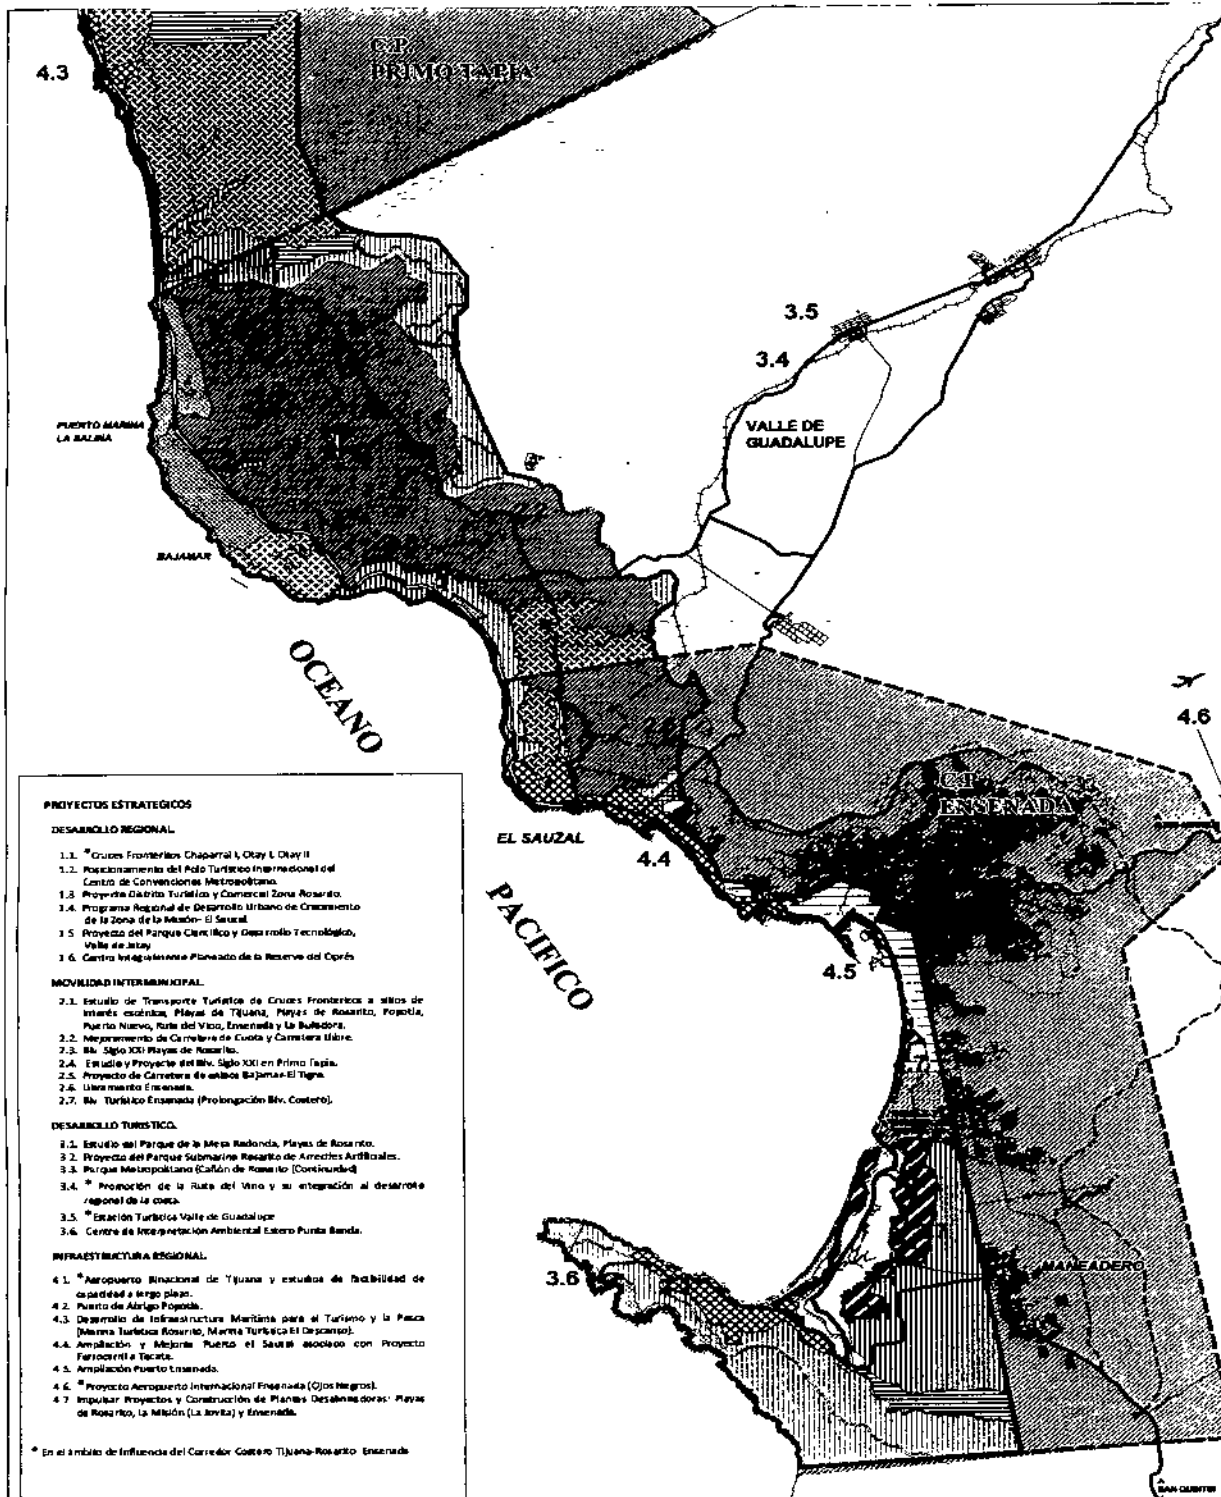 4.3
C.P.
PRIMO TAPIA
3.5
3.4
VALLE DE
GUADALUPE
PUERTO MARINA
LA SALINA
BAJAMAR
OCEANO
PACIFICO
4.6
C.P.
ENSENADA
EL SAUZAL
4.4
4.5
3.6
MANEADERO
SAN QUINTIN
PROYECTOS ESTRATEGICOS
DESARROLLO REGIONAL
1.1. *Cruces Fronterizos Chaparral I, Otay I, Otay II
1.2. Posicionamiento del Polo Turístico Internacional del
Centro de Convenciones Metropolitano.
1.3 Proyecto Distrito Turístico y Comercial Zona Rosarito.
1.4. Programa Regional de Desarrollo Urbano de Crecimiento
de la Zona de la Misión- El Sauzal
1.5 Proyecto del Parque Científico y Desarrollo Tecnológico,
Valle de
1.6. Centro Integralmente Planeado de la Reserva del Ciprés
MOVILIDAD INTERMUNICIPAL.
2.1. Estudio de Transporte Turístico de Cruces Fronterizos a sitios de
interés escénico, Playas de Tijuana, Playas de Rosarito, Popotla,
Puerto Nuevo, Ruta del Vino, Ensenada y La Bufadora.
2.2. Mejoramiento de Carretera de Cuota y Carretera Libre.
2.3. Blv. Siglo XXI Playas de Rosarito.
2.4. Estudio y Proyecto del Blv. Siglo XXI en Primo Tapia.
2.5. Proyecto de Carretera de enlace Bajamar-El Tigre.
2.6. Libramiento Ensenada.
2.7. Blv. Turístico Ensenada (Prolongación Blv. Costero).
DESARROLLO TURISTICO.
3.1. Estudio del Parque de la Mesa Redonda, Playas de Rosarito.
3.2. Proyecto del Parque Submarino Rosarito de Arrecifes Artificiales.
3.3. Parque Metropolitano (Cañón de Rosarito (Continuidad)
3.4. * Promoción de la Ruta del Vino y su integración al desarrollo
regional de la costa.
3.5. *Estación Turística Valle de Guadalupe
3.6. Centro de Interpretación Ambiental Estero Punta Banda.
INFRAESTRUCTURA REGIONAL.
4.1. *Aeropuerto Binacional de Tijuana y estudios de factibilidad de
capacidad a largo plazo.
4.2. Puerto de Abrigo Popotla.
4.3. Desarrollo de Infraestructura Marítima para el Turismo y la Pesca
(Marina Turística Rosarito, Marina Turística El Descanso).
4.4. Ampliación y Mejoría Puerto el Sauzal asociado con Proyecto
Ferrocarril a Tecate.
4.5. Ampliación Puerto Ensenada.
4.6. *Proyecto Aeropuerto Internacional Ensenada (Ojos Negros).
4.7 Impulsar Proyectos y Construcción de Plantas Desalinadoras: Playas
de Rosarito, La Misión (La Jovita) y Ensenada.
* En el ámbito de Influencia del Corredor Costero Tijuana-Rosarito Ensenada